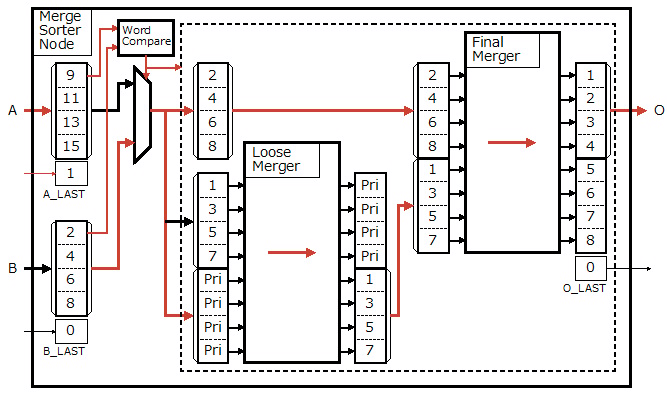 Merge
Sorter
Node
Word
Compare
A
9
11
13
15
1
A_LAST
B
2
4
6
8
0
B_LAST
2
4
6
8
1
3
5
7
Pri
Pri
Pri
Pri
Loose
Merger
Pri
Pri
Pri
Pri
1
3
5
7
2
4
6
8
1
3
5
7
Final
Merger
1
2
3
4
5
6
7
8
O
0
O_LAST